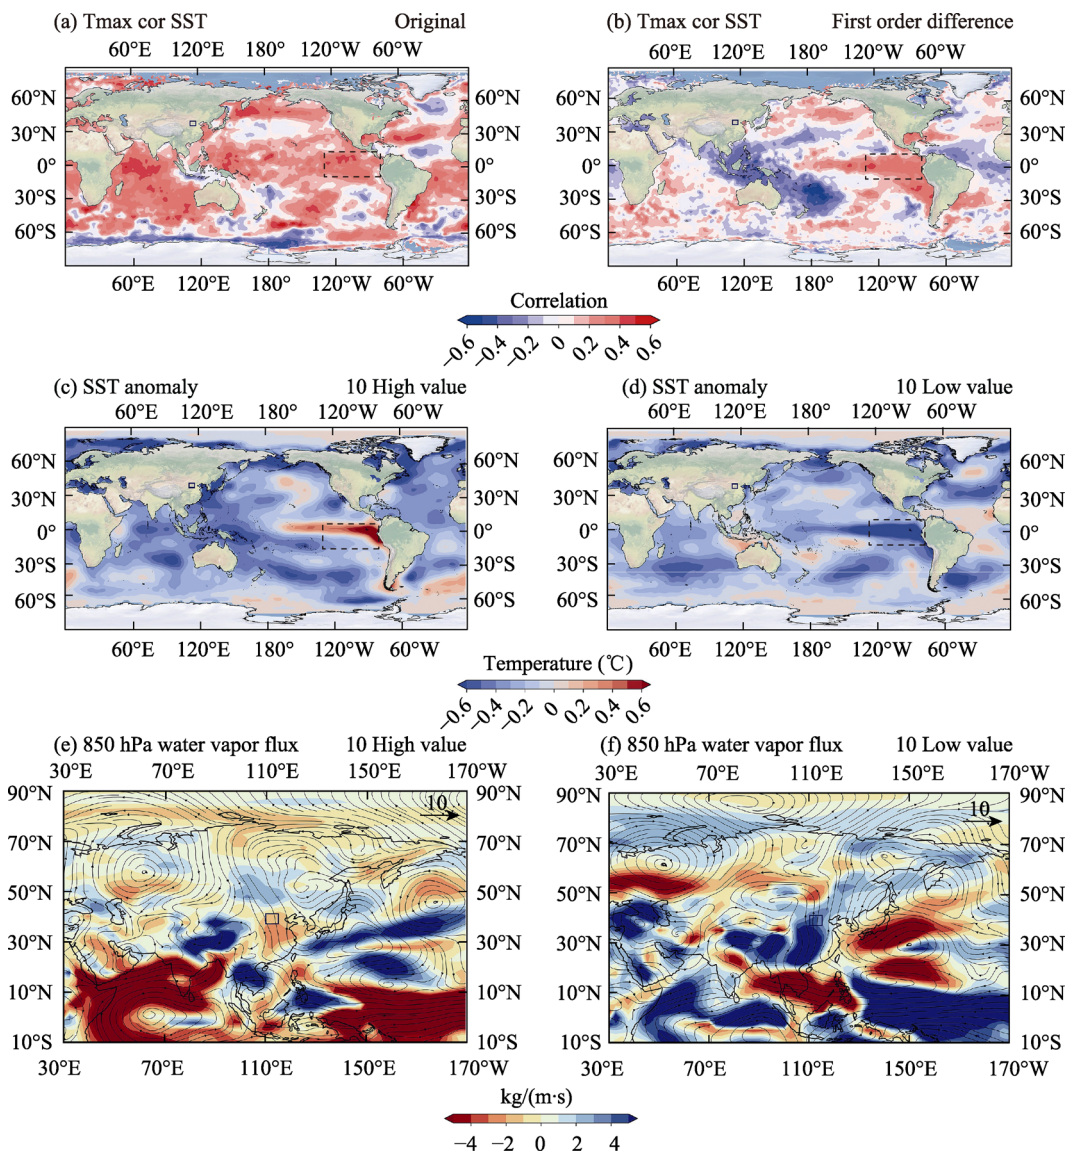 (a) Tmax cor SST Original
60°E 120°E 180° 120°W 60°W
60°N 60°N
30°N 30°N
0° 0°
30°S 30°S
60°S 60°S
60°E 120°E 180° 120°W 60°W
(b) Tmax cor SST First order difference
60°E 120°E 180° 120°W 60°W
60°N 60°N
30°N 30°N
0° 0°
30°S 30°S
60°S 60°S
60°E 120°E 180° 120°W 60°W
Correlation
−0.6 −0.4 −0.2 0 0.2 0.4 0.6
(c) SST anomaly 10 High value
60°E 120°E 180° 120°W 60°W
60°N 60°N
30°N 30°N
0° 0°
30°S 30°S
60°S 60°S
60°E 120°E 180° 120°W 60°W
(d) SST anomaly 10 Low value
60°E 120°E 180° 120°W 60°W
60°N 60°N
30°N 30°N
0° 0°
30°S 30°S
60°S 60°S
60°E 120°E 180° 120°W 60°W
Temperature (℃)
−0.6 −0.4 −0.2 0 0.2 0.4 0.6
(e) 850 hPa water vapor flux 10 High value
30°E 70°E 110°E 150°E 170°W
90°N 10 90°N
70°N 70°N
50°N 50°N
30°N 30°N
10°N 10°N
10°S 10°S
30°E 70°E 110°E 150°E 170°W
(f) 850 hPa water vapor flux 10 Low value
30°E 70°E 110°E 150°E 170°W
90°N 10 90°N
70°N 70°N
50°N 50°N
30°N 30°N
10°N 10°N
10°S 10°S
30°E 70°E 110°E 150°E 170°W
kg/(m·s)
−4 −2 0 2 4